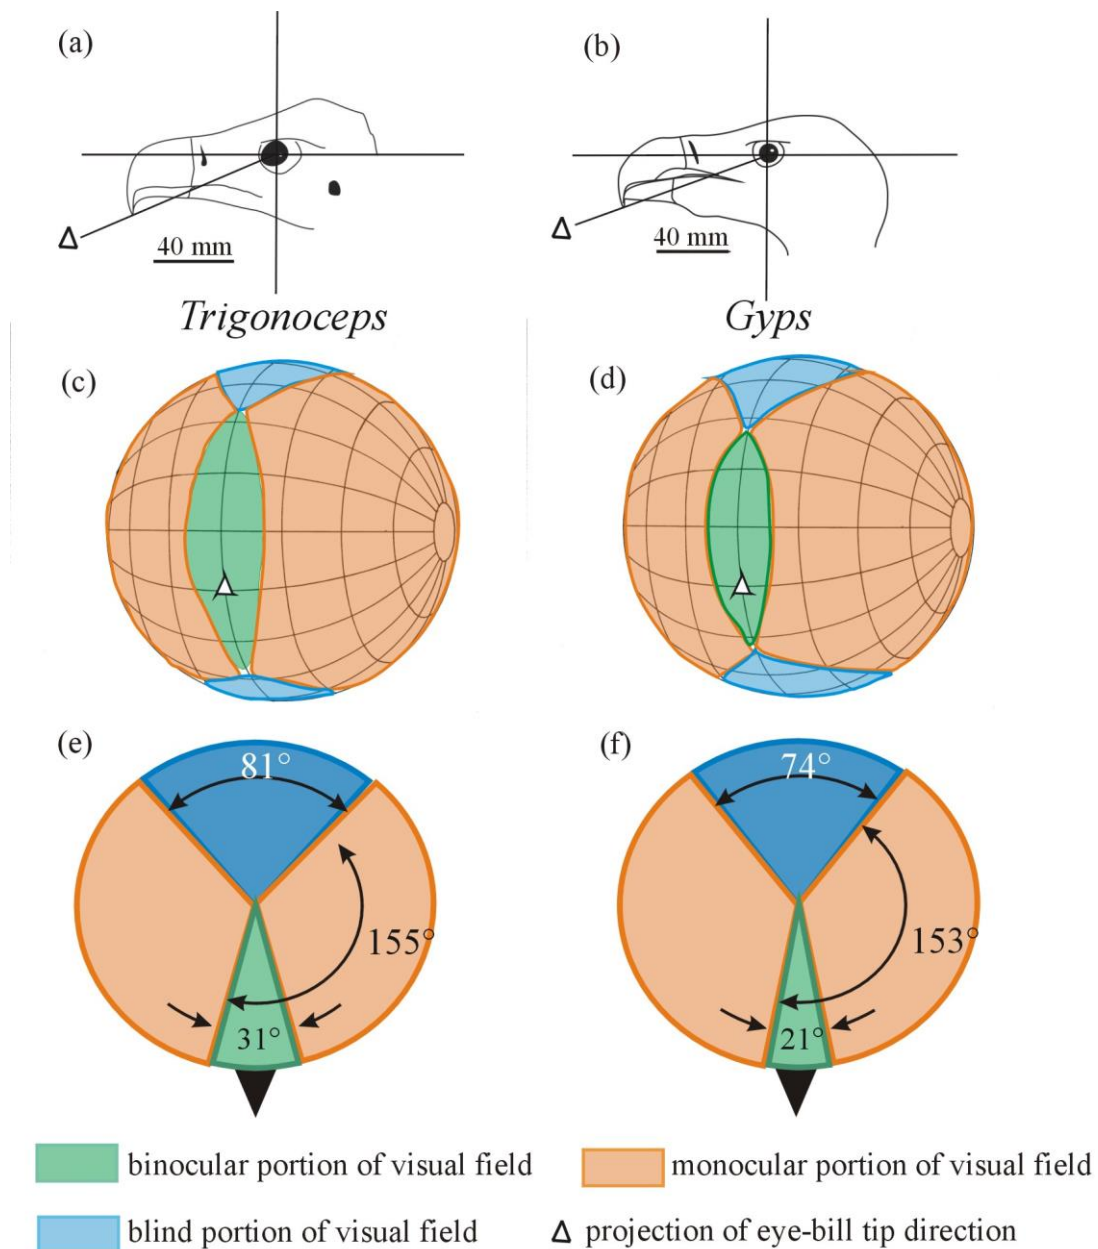 (a)
(b)
Δ
40 mm
Δ
40 mm
Trigonoceps
Gyps
(c)
(d)
(e)
(f)
81°
74°
155°
153°
31°
21°
binocular portion of visual field
monocular portion of visual field
blind portion of visual field
Δ projection of eye-bill tip direction